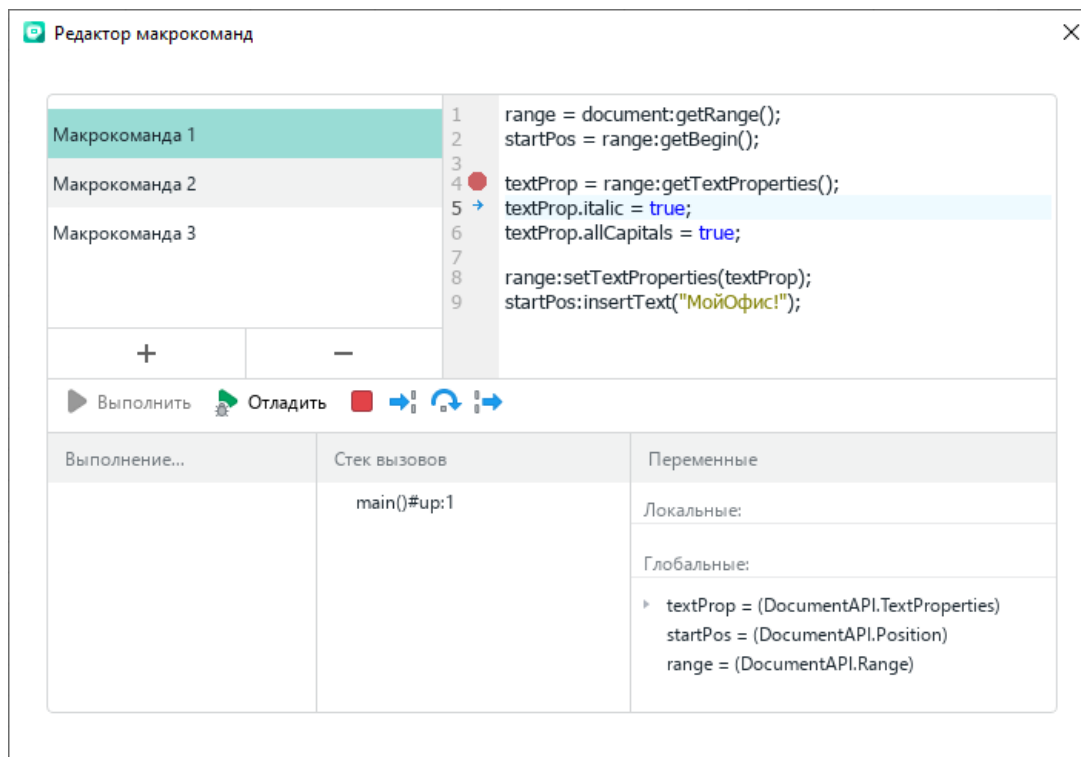 Редактор макрокоманд
Макрокоманда 1
Макрокоманда 2
Макрокоманда 3
+ −
1 range = document:getRange();
2 startPos = range:getBegin();
3
4 textProp = range:getTextProperties();
5 textProp.italic = true;
6 textProp.allCapitals = true;
7
8 range:setTextProperties(textProp);
9 startPos:insertText("МойОфис!");
Выполнить Отладить
Выполнение...
Стек вызовов
main()#up:1
Переменные
Локальные:
Глобальные:
textProp = (DocumentAPI.TextProperties)
startPos = (DocumentAPI.Position)
range = (DocumentAPI.Range)